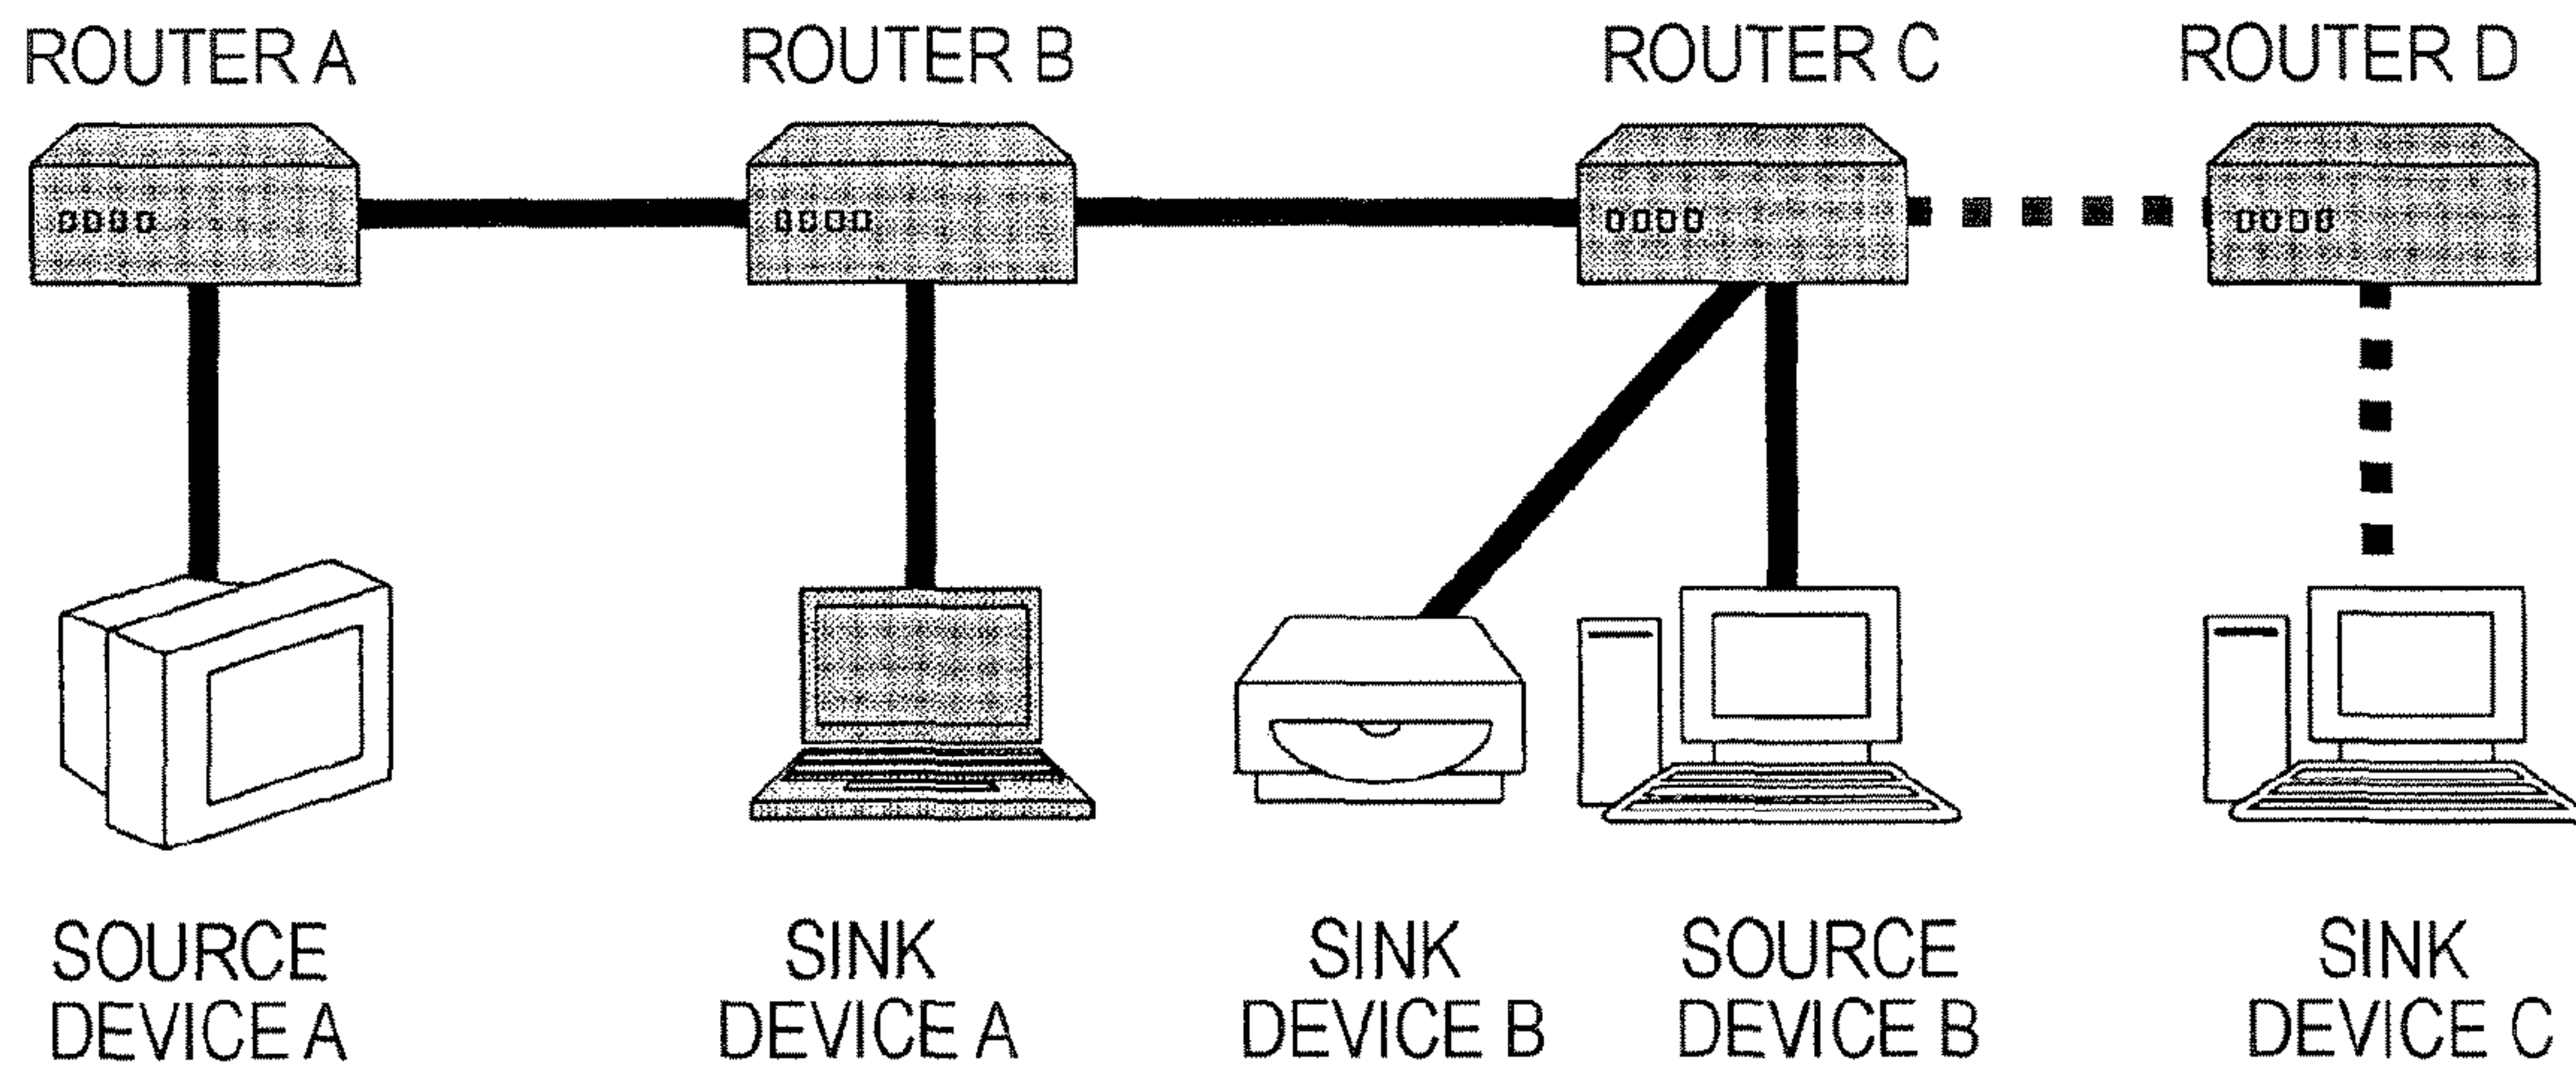 ROUTER A
ROUTER B
ROUTER C
ROUTER D
SOURCE
DEVICE A
SINK
DEVICE A
SINK
DEVICE B
SOURCE
DEVICE B
SINK
DEVICE C